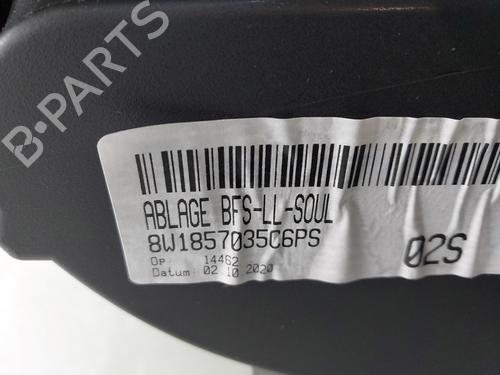 B-PARTS
ABLAGE BFS-LL-SOUL
8W1857035C6PS
02S
Op 14462
Datum 02 10 2020